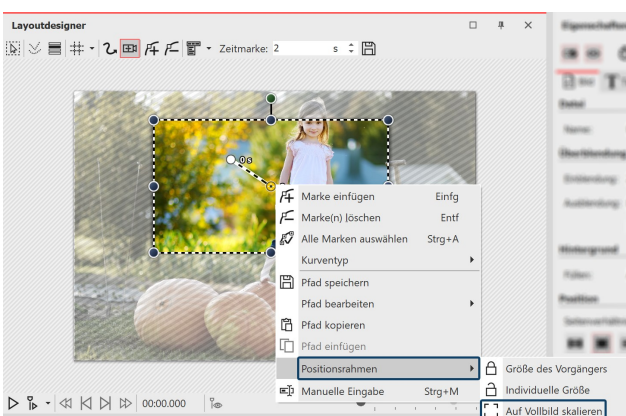 Layoutdesigner
Zeitmarke: 2 s
0 s
Marke einfügen Einfg
Marke(n) löschen Entf
Alle Marken auswählen Strg+A
Kurventyp
Pfad speichern
Pfad bearbeiten
Pfad kopieren
Pfad einfügen
Positionsrahmen
Größe des Vorgängers
Manuelle Eingabe Strg+M
Individuelle Größe
Auf Vollbild skalieren
00:00.000